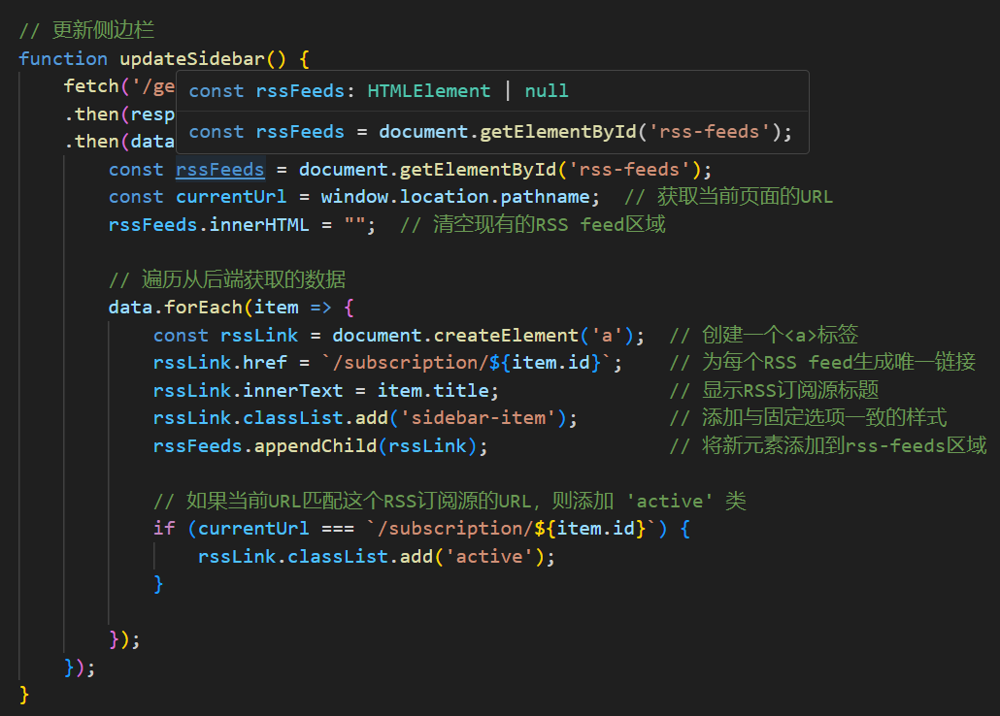 // 更新侧边栏
function updateSidebar() {
fetch('/ge
const rssFeeds: HTMLElement | null
.then(resp
const rssFeeds = document.getElementById('rss-feeds');
.then(data
const rssFeeds = document.getElementById('rss-feeds');
const currentUrl = window.location.pathname;  // 获取当前页面的URL
rssFeeds.innerHTML = "";  // 清空现有的RSS feed区域
// 遍历从后端获取的数据
data.forEach(item => {
const rssLink = document.createElement('a');  // 创建一个<a>标签
rssLink.href = `/subscription/${item.id}`;    // 为每个RSS feed生成唯一链接
rssLink.innerText = item.title;               // 显示RSS订阅源标题
rssLink.classList.add('sidebar-item');        // 添加与固定选项一致的样式
rssFeeds.appendChild(rssLink);                // 将新元素添加到rss-feeds区域
// 如果当前URL匹配这个RSS订阅源的URL，则添加 'active' 类
if (currentUrl === `/subscription/${item.id}`) {
rssLink.classList.add('active');
}
});
});
}